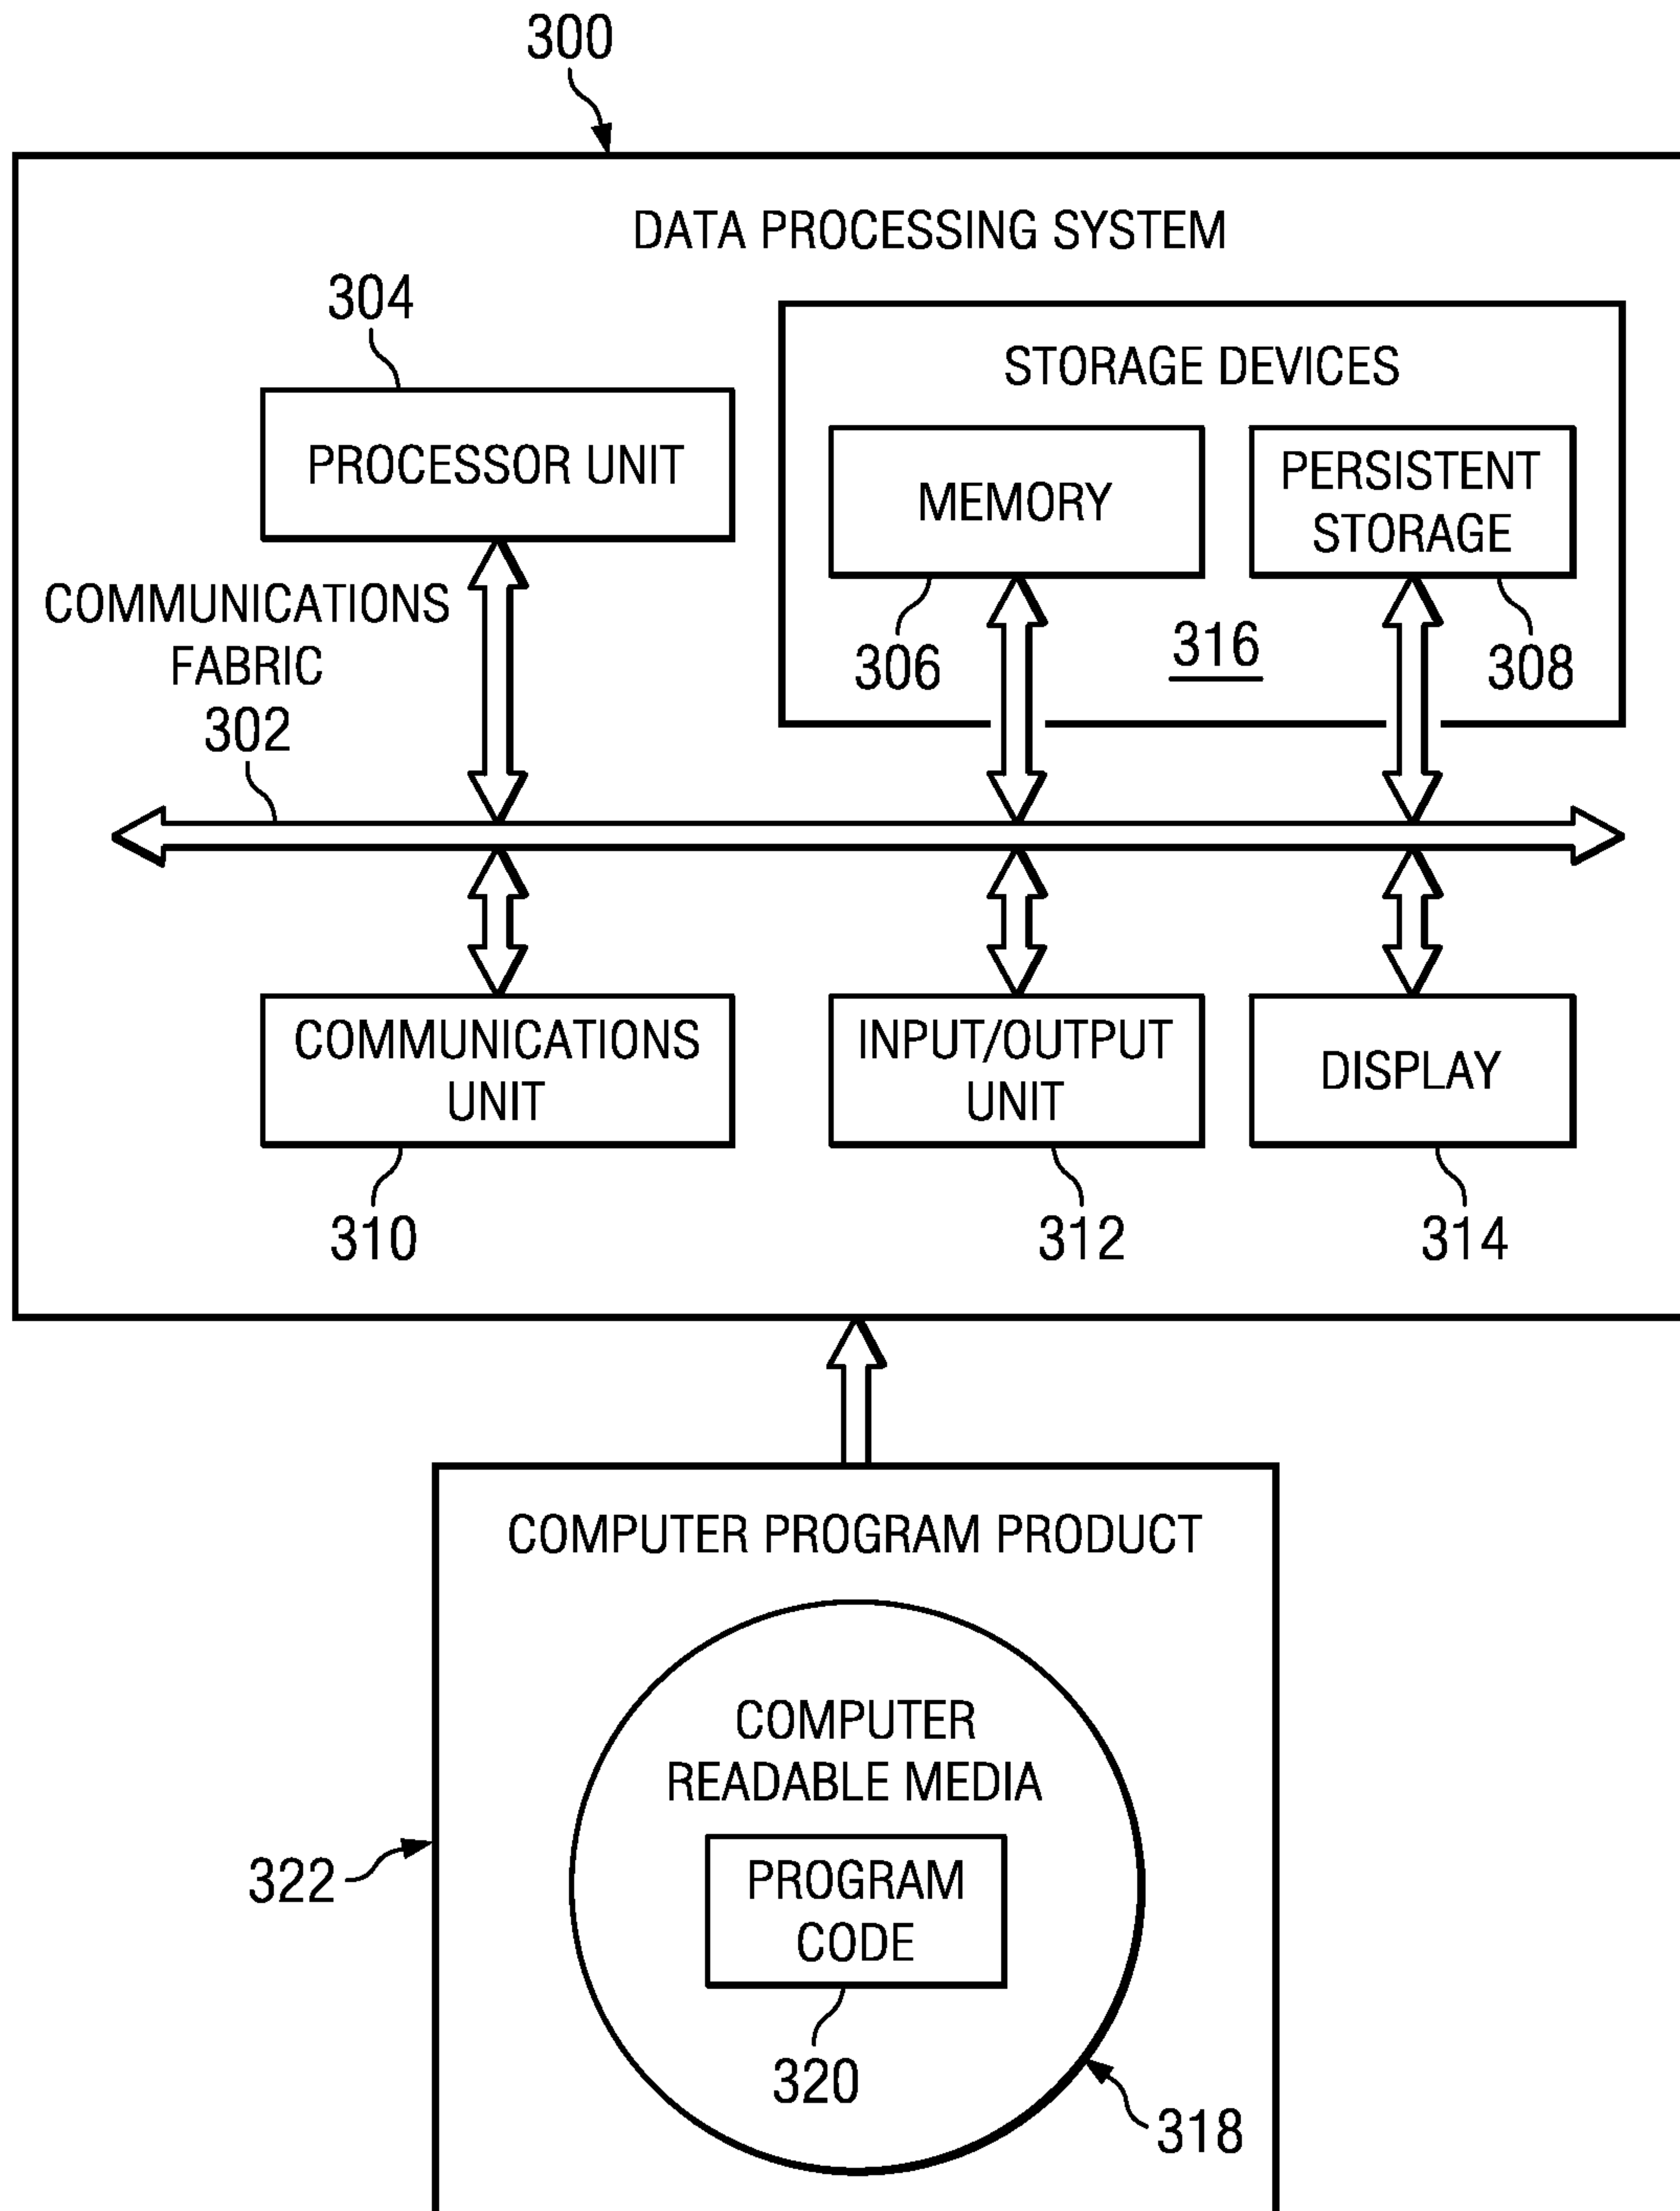 300
DATA PROCESSING SYSTEM
304
PROCESSOR UNIT
STORAGE DEVICES
MEMORY
PERSISTENT
STORAGE
306
316
308
COMMUNICATIONS
FABRIC
302
COMMUNICATIONS
UNIT
310
INPUT/OUTPUT
UNIT
312
DISPLAY
314
COMPUTER PROGRAM PRODUCT
COMPUTER
READABLE MEDIA
PROGRAM
CODE
320
318
322